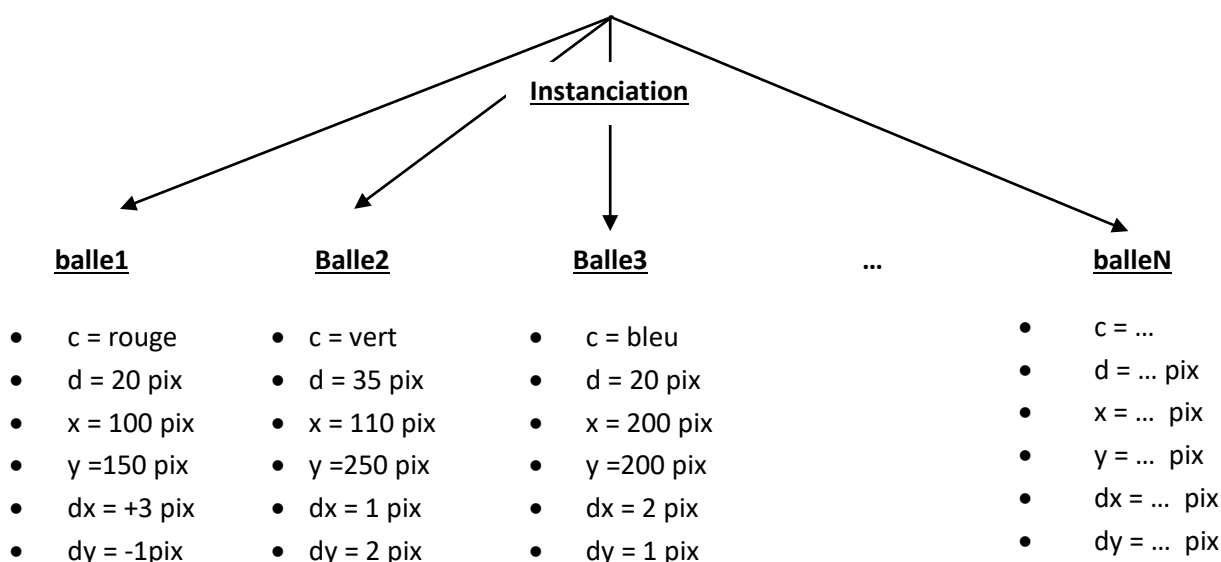 Instanciation
balle1
• c = rouge
• d = 20 pix
• x = 100 pix
• y =150 pix
• dx = +3 pix
• dy = -1pix
Balle2
• c = vert
• d = 35 pix
• x = 110 pix
• y =250 pix
• dx = 1 pix
• dy = 2 pix
Balle3
• c = bleu
• d = 20 pix
• x = 200 pix
• y =200 pix
• dx = 2 pix
• dy = 1 pix
...
balleN
• c = ...
• d = ... pix
• x = ... pix
• y = ... pix
• dx = ... pix
• dy = ... pix